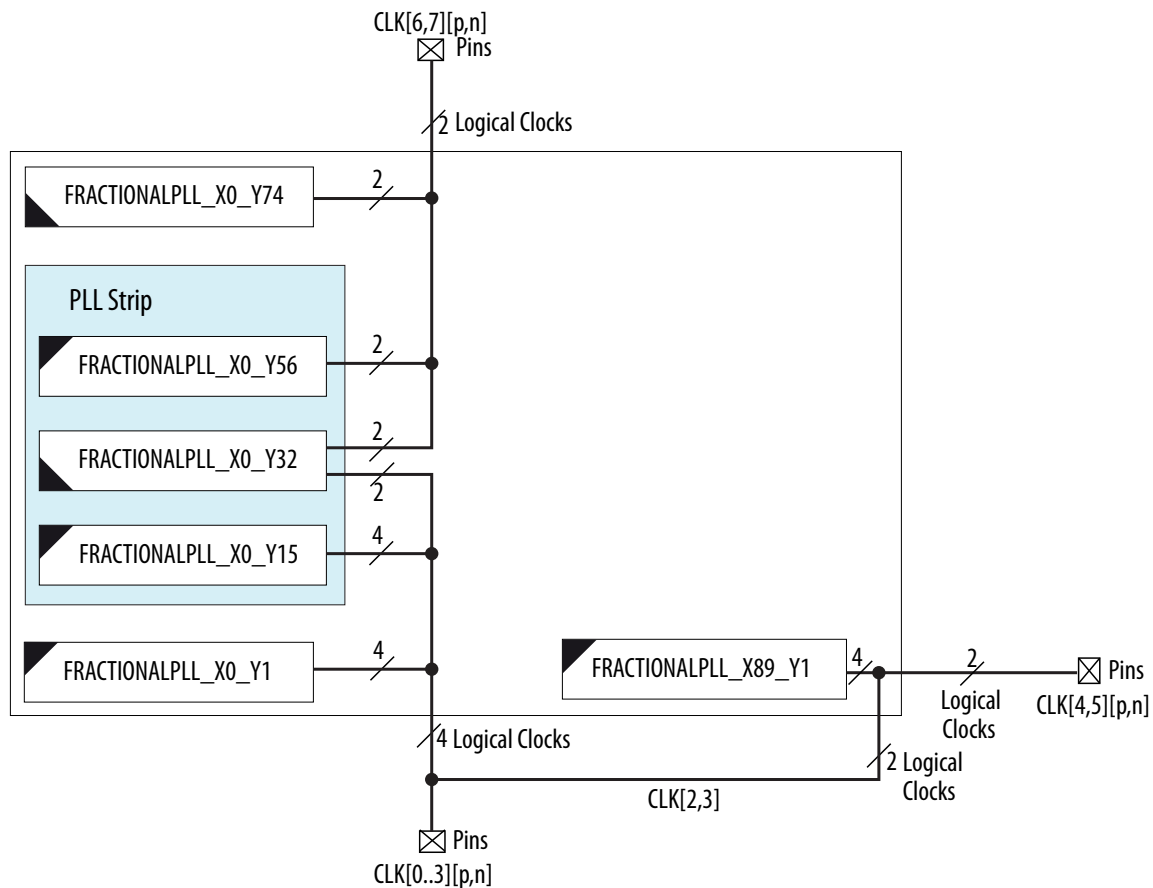 CLK[6,7][p,n]
Pins
2 Logical Clocks
FRACTIONALPLL_X0_Y74
2
PLL Strip
FRACTIONALPLL_X0_Y56
2
FRACTIONALPLL_X0_Y32
2
2
FRACTIONALPLL_X0_Y15
4
FRACTIONALPLL_X0_Y1
4
FRACTIONALPLL_X89_Y1
4
2
Logical
Clocks
Pins
CLK[4,5][p,n]
4 Logical Clocks
2 Logical
Clocks
CLK[2,3]
Pins
CLK[0..3][p,n]